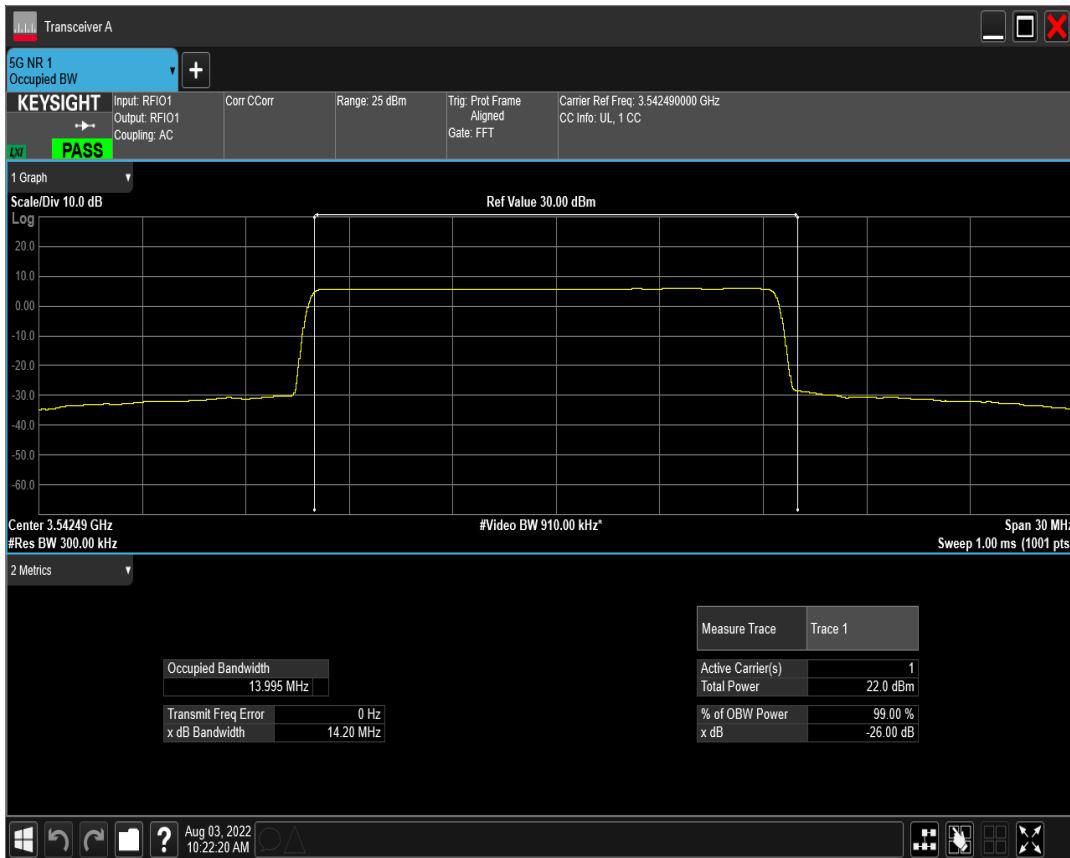 Transceiver A
5G NR 1
Occupied BW
+
KEYSIGHT
LXI
PASS
Input: RFIO1
Output: RFIO1
Coupling: AC
Corr CCorr
Range: 25 dBm
Trig: Prot Frame
Aligned
Gate: FFT
Carrier Ref Freq: 3.542490000 GHz
CC Info: UL, 1 CC
1 Graph
Scale/Div 10.0 dB
Ref Value 30.00 dBm
Log
20.0
10.0
0.00
-10.0
-20.0
-30.0
-40.0
-50.0
-60.0
Center 3.54249 GHz
#Video BW 910.00 kHz*
Span 30 MHz
#Res BW 300.00 kHz
Sweep 1.00 ms (1001 pts
2 Metrics
Measure Trace Trace 1
Occupied Bandwidth
13.995 MHz
Active Carrier(s) 1
Total Power 22.0 dBm
Transmit Freq Error 0 Hz
x dB Bandwidth 14.20 MHz
% of OBW Power 99.00 %
x dB -26.00 dB
?
Aug 03, 2022
10:22:20 AM